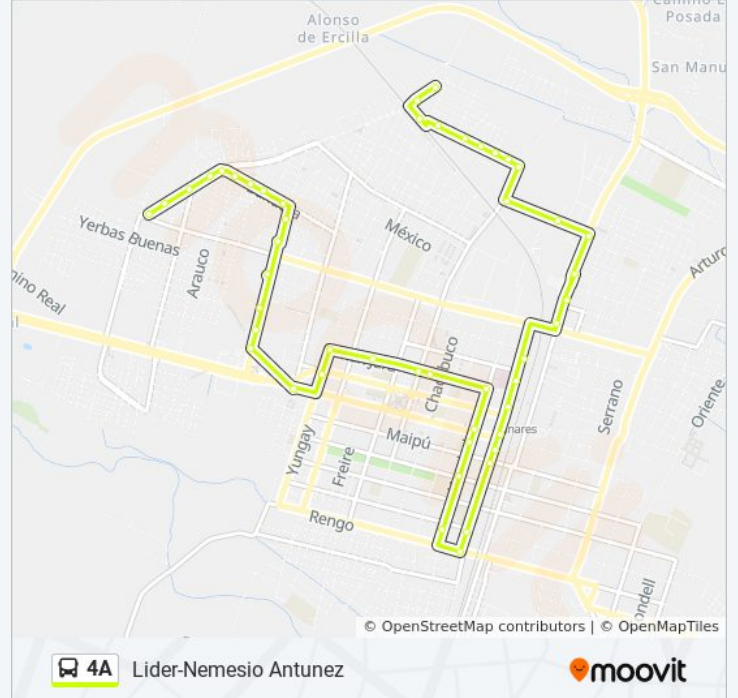 Alonso
de Ercilla
Posada
San Manu
México
Yerbas Buenas
Arauco
Arturo
mino Real
Chacabuco
Serrano
Oriente
Maipú
nares
Yungay
Freire
Rengo
ondell
© OpenStreetMap contributors | © OpenMapTiles
4A Lider-Nemesio Antunez
moovit